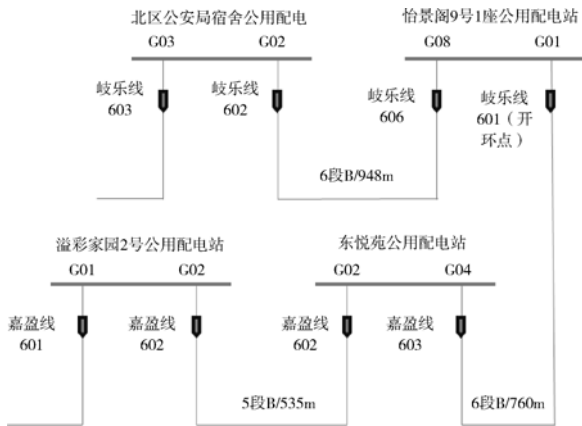 北区公安局宿舍公用配电
怡景阁9号1座公用配电站
G03
G02
G08
G01
岐乐线
603
岐乐线
602
岐乐线
606
岐乐线
601（开
环点）
6段B/948m
溢彩家园2号公用配电站
东悦苑公用配电站
G01
G02
G02
G04
嘉盈线
601
嘉盈线
602
嘉盈线
602
嘉盈线
603
5段B/535m
6段B/760m